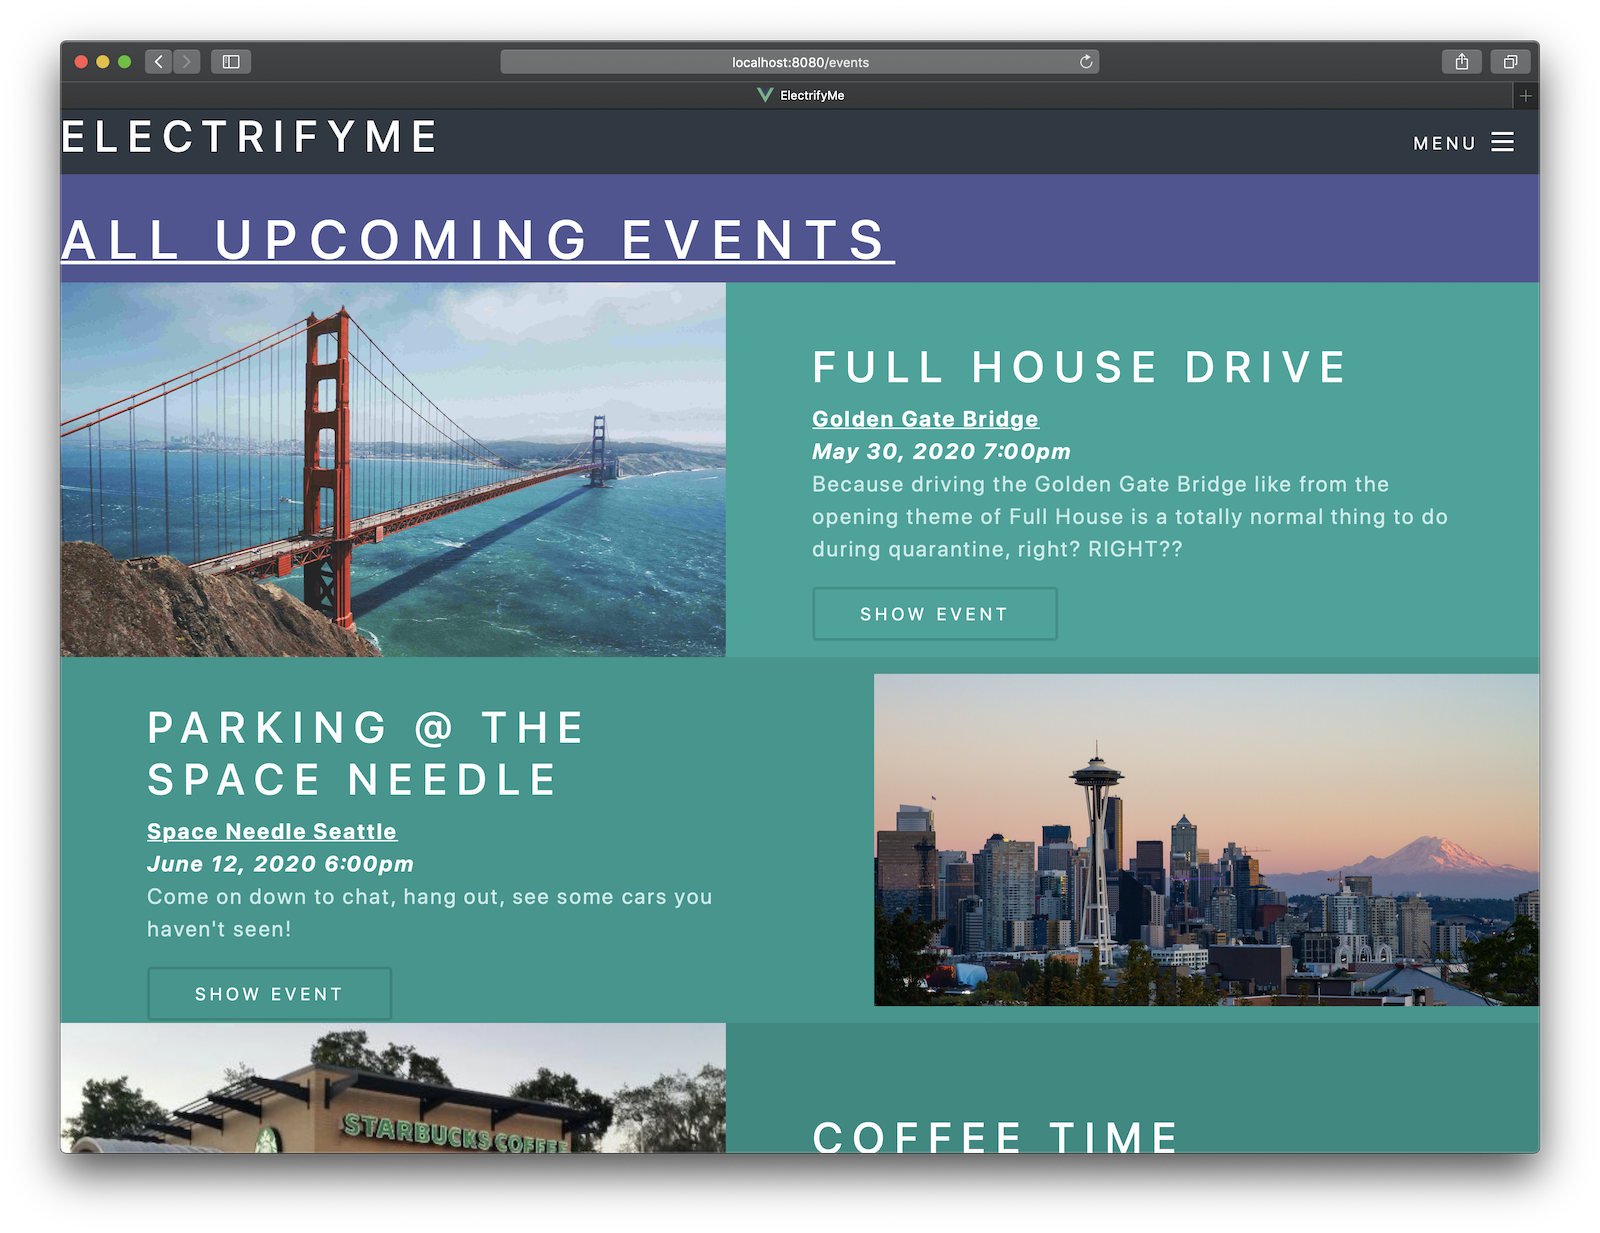 localhost:8080/events
ElectrifyMe
ELECTRIFYME
MENU
ALL UPCOMING EVENTS
FULL HOUSE DRIVE
Golden Gate Bridge
May 30, 2020 7:00pm
Because driving the Golden Gate Bridge like from the
opening theme of Full House is a totally normal thing to do
during quarantine, right? RIGHT??
SHOW EVENT
PARKING @ THE
SPACE NEEDLE
Space Needle Seattle
June 12, 2020 6:00pm
Come on down to chat, hang out, see some cars you
haven't seen!
SHOW EVENT
STARBUCKS COFFEE
COFFEE TIME